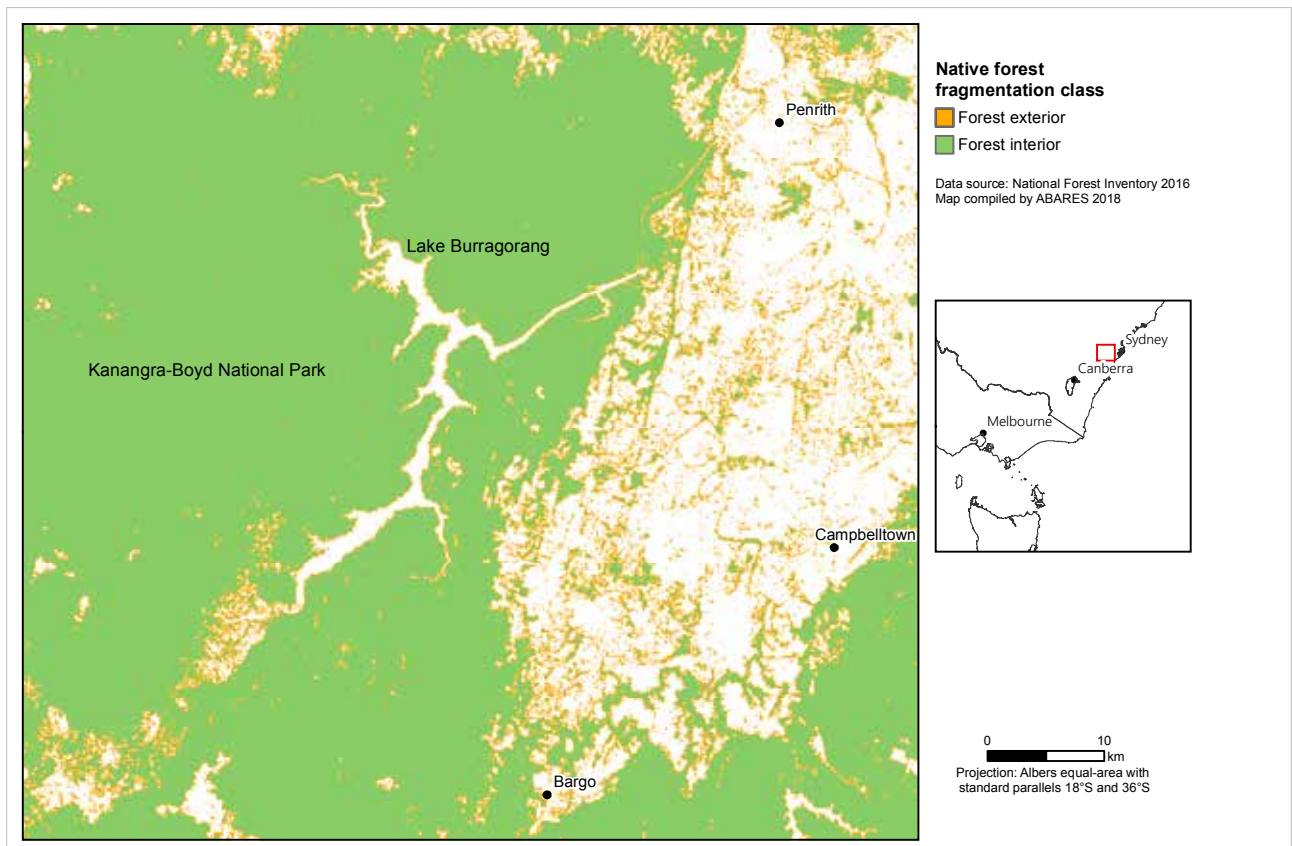 Penrith
Lake Burragorang
Kanangra-Boyd National Park
Campbelltown
Bargo
Native forest
fragmentation class
Forest exterior
Forest interior
Data source: National Forest Inventory 2016
Map compiled by ABARES 2018
Sydney
Canberra
Melbourne
0 10
km
Projection: Albers equal-area with
standard parallels 18°S and 36°S